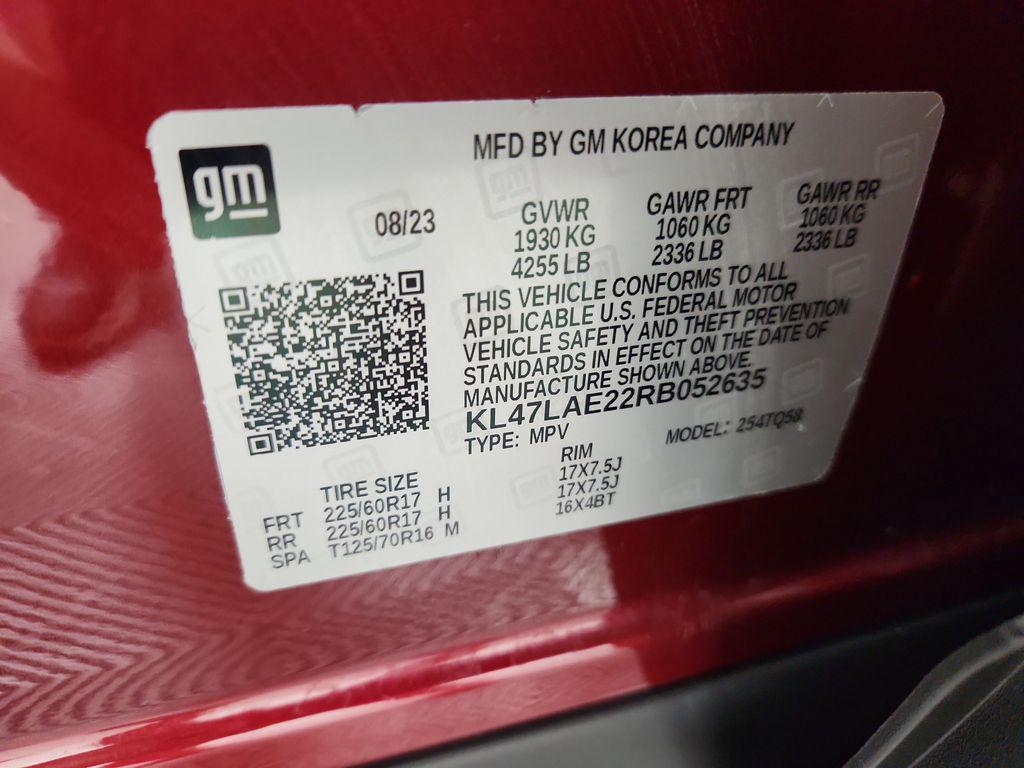 gm
MFD BY GM KOREA COMPANY
08/23
GVWR
1930 KG
4255 LB
GAWR FRT
1060 KG
2336 LB
GAWR RR
1060 KG
2336 LB
THIS VEHICLE CONFORMS TO ALL
APPLICABLE U.S. FEDERAL MOTOR
VEHICLE SAFETY AND THEFT PREVENTION
STANDARDS IN EFFECT ON THE DATE OF
MANUFACTURE SHOWN ABOVE.
KL47LAE22RB052635
TYPE: MPV MODEL: 254TQ58
TIRE SIZE RIM
FRT 225/60R17 H 17X7.5J
RR 225/60R17 H 17X7.5J
SPA T125/70R16 M 16X4BT